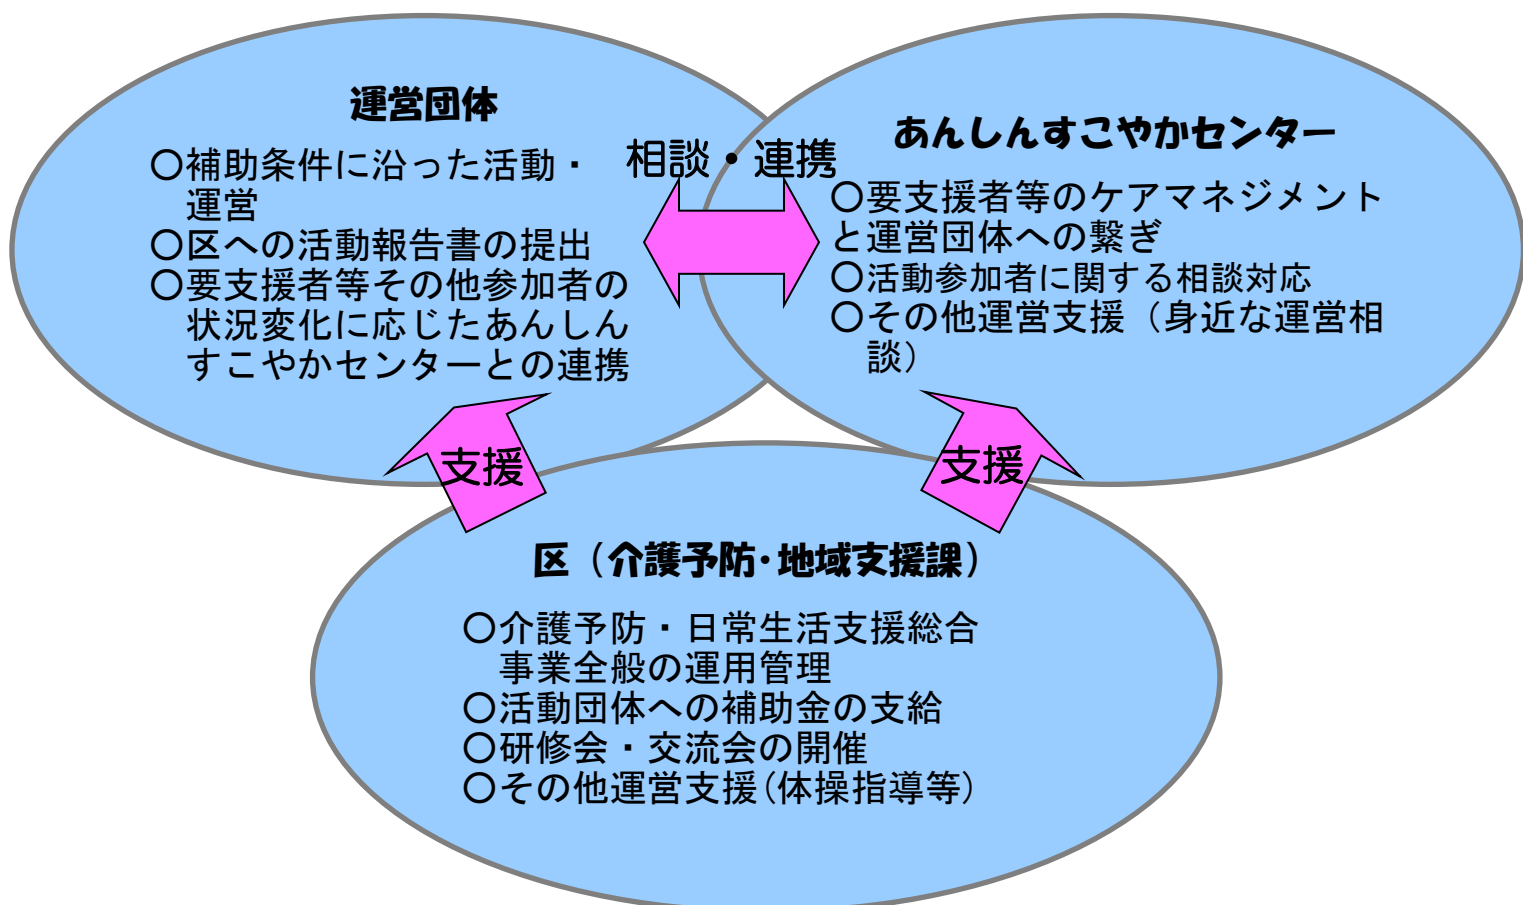 運営団体
〇補助条件に沿った活動・
運営
〇区への活動報告書の提出
〇要支援者等その他参加者の
状況変化に応じたあんしん
すこやかセンターとの連携
相談・連携
あんしんすこやかセンター
〇要支援者等のケアマネジメント
と運営団体への繋ぎ
〇活動参加者に関する相談対応
〇その他運営支援（身近な運営相
談）
支援
支援
区（介護予防・地域支援課）
〇介護予防・日常生活支援総合
事業全般の運用管理
〇活動団体への補助金の支給
〇研修会・交流会の開催
〇その他運営支援（体操指導等）